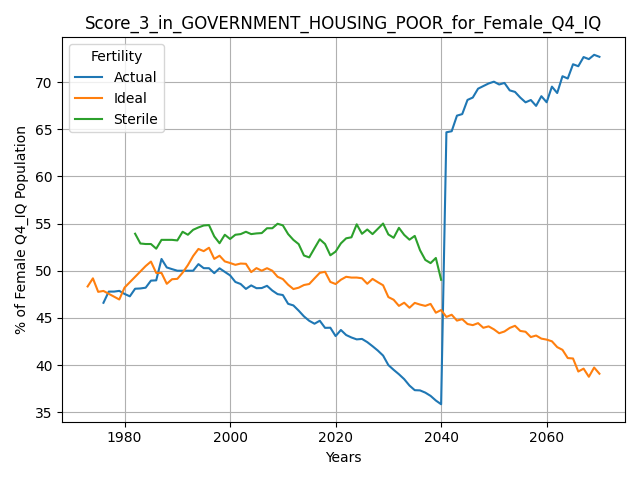 Score_3_in_GOVERNMENT_HOUSING_POOR_for_Female_Q4_IQ
Fertility
Actual
Ideal
Sterile
% of Female Q4_IQ Population
70
65
60
55
50
45
40
35
1980
2000
2020
2040
2060
Years